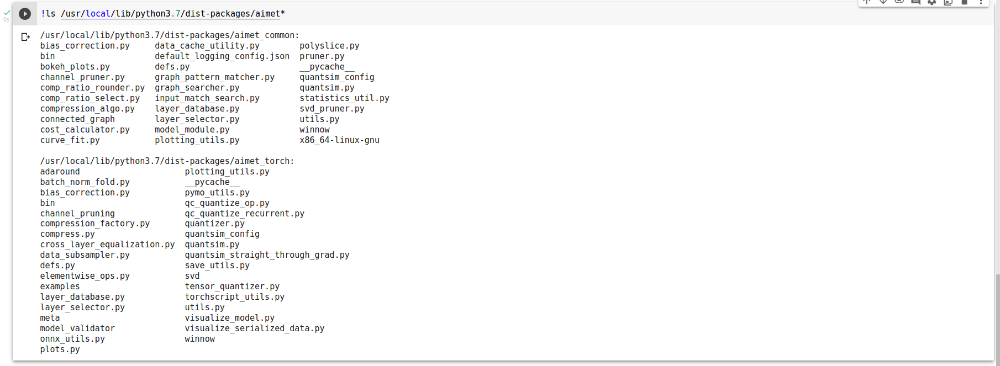 0s
!ls /usr/local/lib/python3.7/dist-packages/aimet*
/usr/local/lib/python3.7/dist-packages/aimet_common:
bias_correction.py     data_cache_utility.py        polyslice.py
bin                    default_logging_config.json  pruner.py
bokeh_plots.py         defs.py                      __pycache__
channel_pruner.py      graph_pattern_matcher.py     quantsim_config
comp_ratio_rounder.py  graph_searcher.py            quantsim.py
comp_ratio_select.py   input_match_search.py        statistics_util.py
compression_algo.py    layer_database.py            svd_pruner.py
connected_graph        layer_selector.py            utils.py
cost_calculator.py     model_module.py              winnow
curve_fit.py           plotting_utils.py            x86_64-linux-gnu
/usr/local/lib/python3.7/dist-packages/aimet_torch:
adaround                     plotting_utils.py
batch_norm_fold.py           __pycache__
bias_correction.py           pymo_utils.py
bin                          qc_quantize_op.py
channel_pruning              qc_quantize_recurrent.py
compression_factory.py       quantizer.py
compress.py                  quantsim_config
cross_layer_equalization.py  quantsim.py
data_subsampler.py           quantsim_straight_through_grad.py
defs.py                      save_utils.py
elementwise_ops.py           svd
examples                     tensor_quantizer.py
layer_database.py            torchscript_utils.py
layer_selector.py            utils.py
meta                         visualize_model.py
model_validator              visualize_serialized_data.py
onnx_utils.py                winnow
plots.py